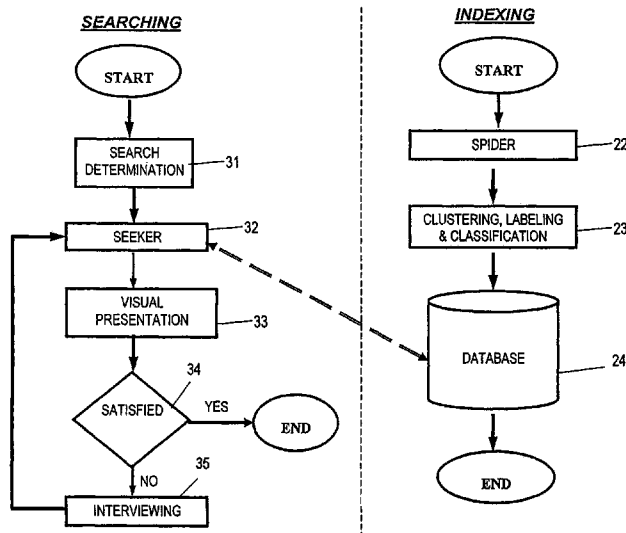 SEARCHING
START
SEARCH
DETERMINATION
31
SEEKER
32
VISUAL
PRESENTATION
33
SATISFIED
34
YES
END
NO
INTERVIEWING
35
INDEXING
START
SPIDER
22
CLUSTERING, LABELING
& CLASSIFICATION
23
DATABASE
24
END